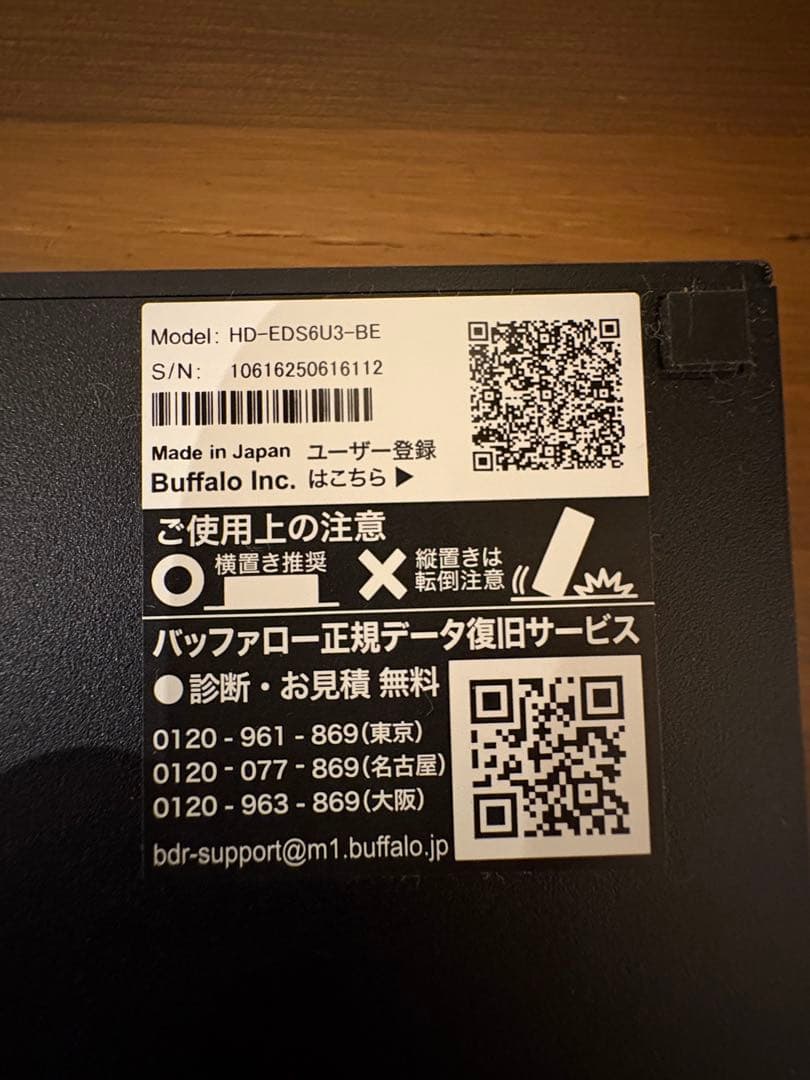 Model: HD-EDS6U3-BE
S/N: 10616250616112
Made in Japan ユーザー登録
Buffalo Inc. はこちら ▶
ご使用上の注意
横置き推奨
縦置きは
転倒注意
バッファロー正規データ復旧サービス
●診断・お見積 無料
0120-961-869(東京)
0120-077-869(名古屋)
0120-963-869(大阪)
bdr-support@m1.buffalo.jp